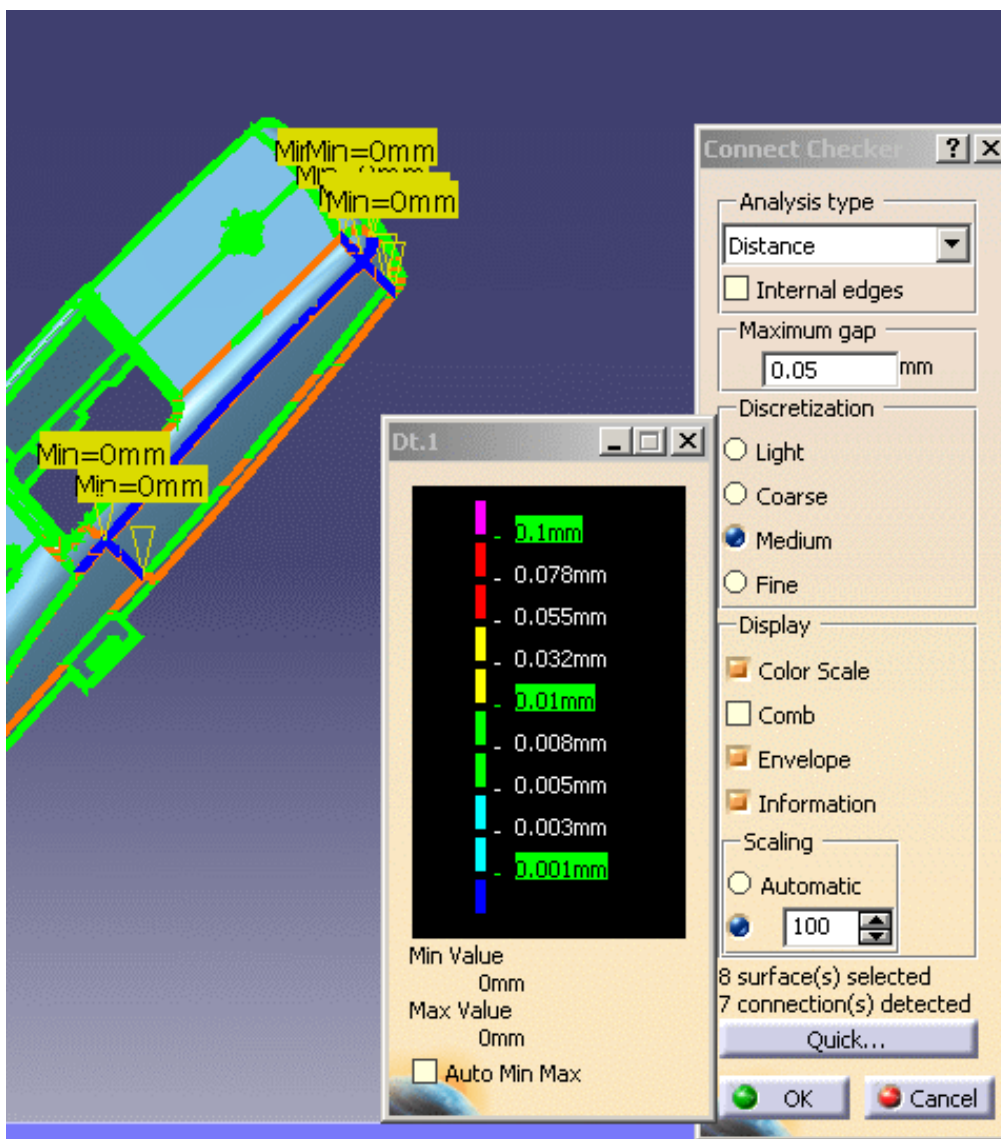 MirMin=0mm
Min=0mm
Min=0mm
Min=0mm
Connect Checker
?
Analysis type
Distance
Internal edges
Maximum gap
0.05 mm
Discretization
Light
Coarse
Medium
Fine
Display
Color Scale
Comb
Envelope
Information
Scaling
Automatic
100
8 surface(s) selected
7 connection(s) detected
Quick...
OK
Cancel
Dt.1
0.1mm
0.078mm
0.055mm
0.032mm
0.01mm
0.008mm
0.005mm
0.003mm
0.001mm
Min Value
0mm
Max Value
0mm
Auto Min Max